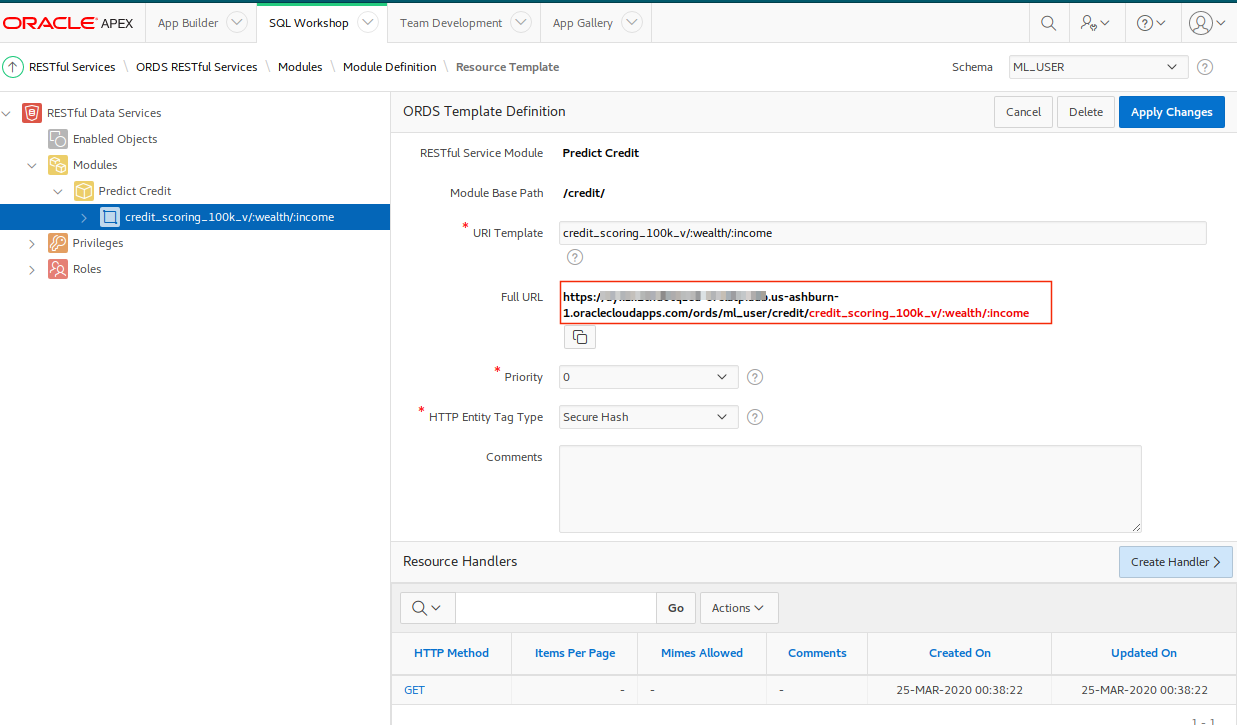 ORACLE APEX App Builder SQL Workshop Team Development App Gallery
RESTful Services \ ORDS RESTful Services \ Modules \ Module Definition \ Resource Template Schema ML_USER ?
RESTful Data Services
Enabled Objects
Modules
Predict Credit
credit_scoring_100k_v/:wealth/:income
Privileges
Roles
ORDS Template Definition Cancel Delete Apply Changes
RESTful Service Module Predict Credit
Module Base Path /credit/
* URI Template credit_scoring_100k_v/:wealth/:income
?
Full URL https:/ .us-ashburn-
1.oraclecloudapps.com/ords/ml_user/credit/credit_scoring_100k_v/:wealth/:income
* Priority 0 ?
* HTTP Entity Tag Type Secure Hash ?
Comments
Resource Handlers Create Handler >
Go Actions
HTTP Method Items Per Page Mimes Allowed Comments Created On Updated On
GET - - - 25-MAR-2020 00:38:22 25-MAR-2020 00:38:22
1 - 1